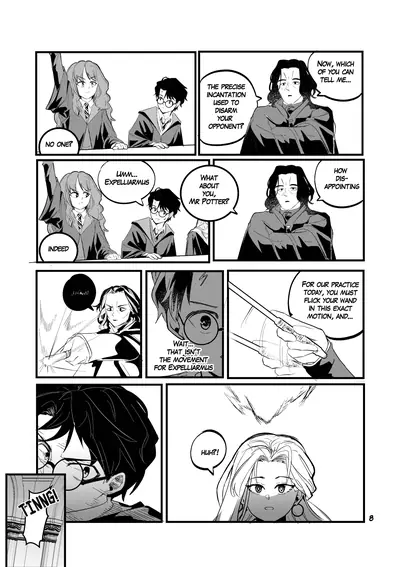 NOW, WHICH
OF YOU CAN
TELL ME...
THE PRECISE
INCANTATION
USED TO
DISARM
YOUR
OPPONENT?
NO ONE?
HOW
DIS-
APPOINTING
WHAT
ABOUT
YOU,
MR POTTER?
UMM...
EXPELLIARMUS
INDEED
FOR OUR PRACTICE
TODAY, YOU MUST
FLICK YOUR WAND
IN THIS EXACT
MOTION, AND...
WAIT...
THAT ISN'T
THE MOVEMENT
FOR EXPELLIARMUS
HUH?!
TINNG!
8